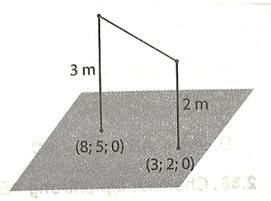 3 m
2 m
(8; 5; 0)
(3; 2; 0)